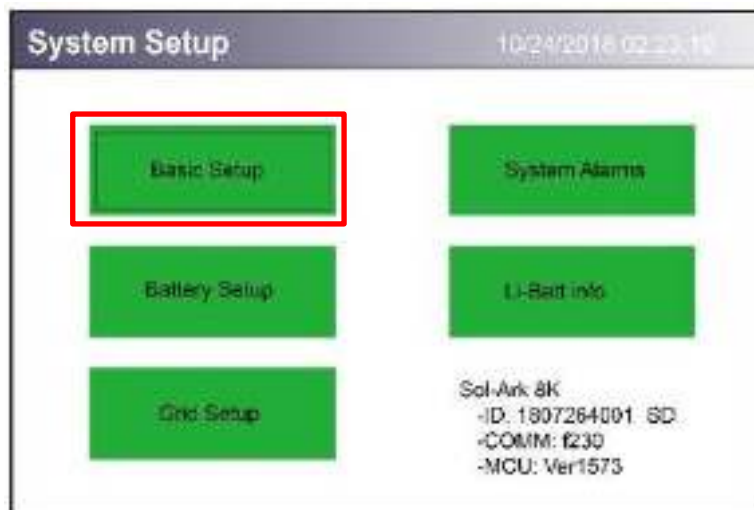 System Setup
10/24/2018 02:23:10
Basic Setup
System Alarms
Battery Setup
Li-Batt info
Grid Setup
Sol-Ark 8K
-ID: 1807264001 SD
-COMM: f230
-MCU: Ver1573